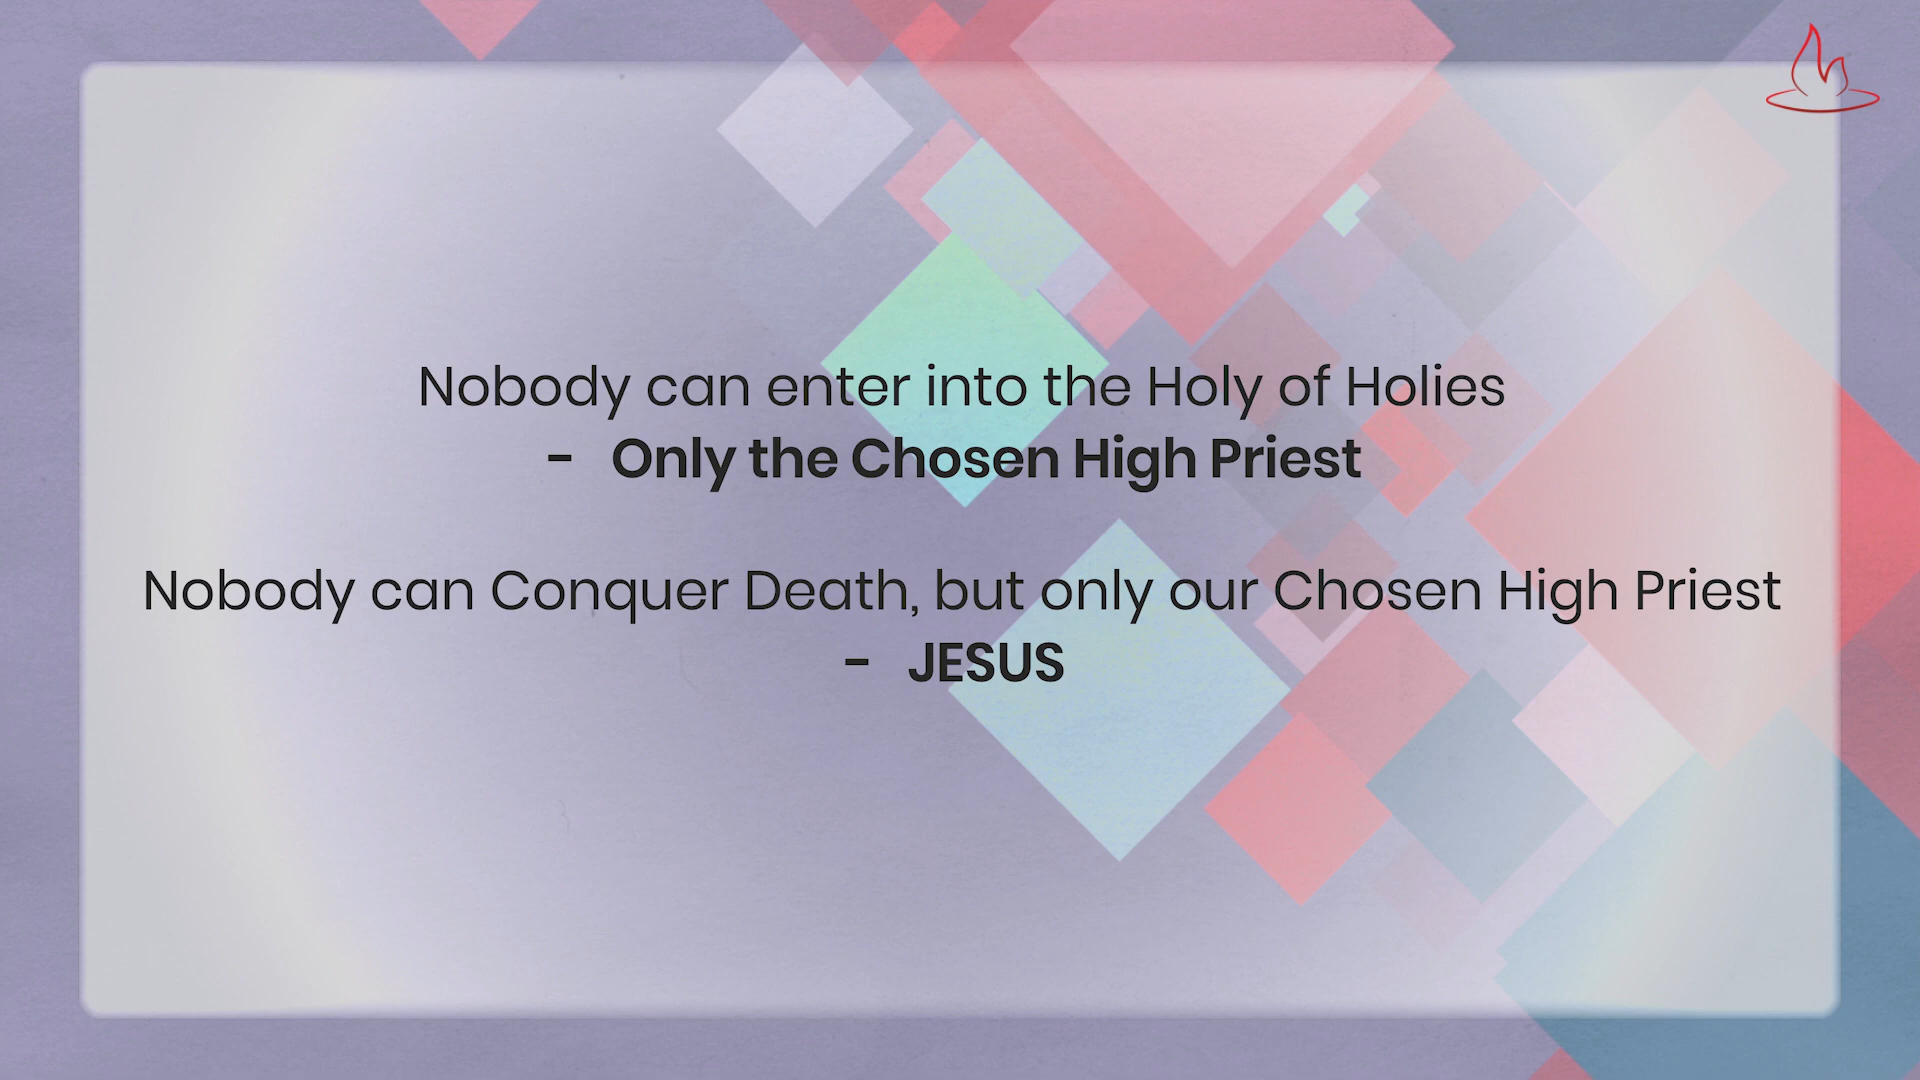 Nobody can enter into the Holy of Holies
- Only the Chosen High Priest
Nobody can Conquer Death, but only our Chosen High Priest
- JESUS